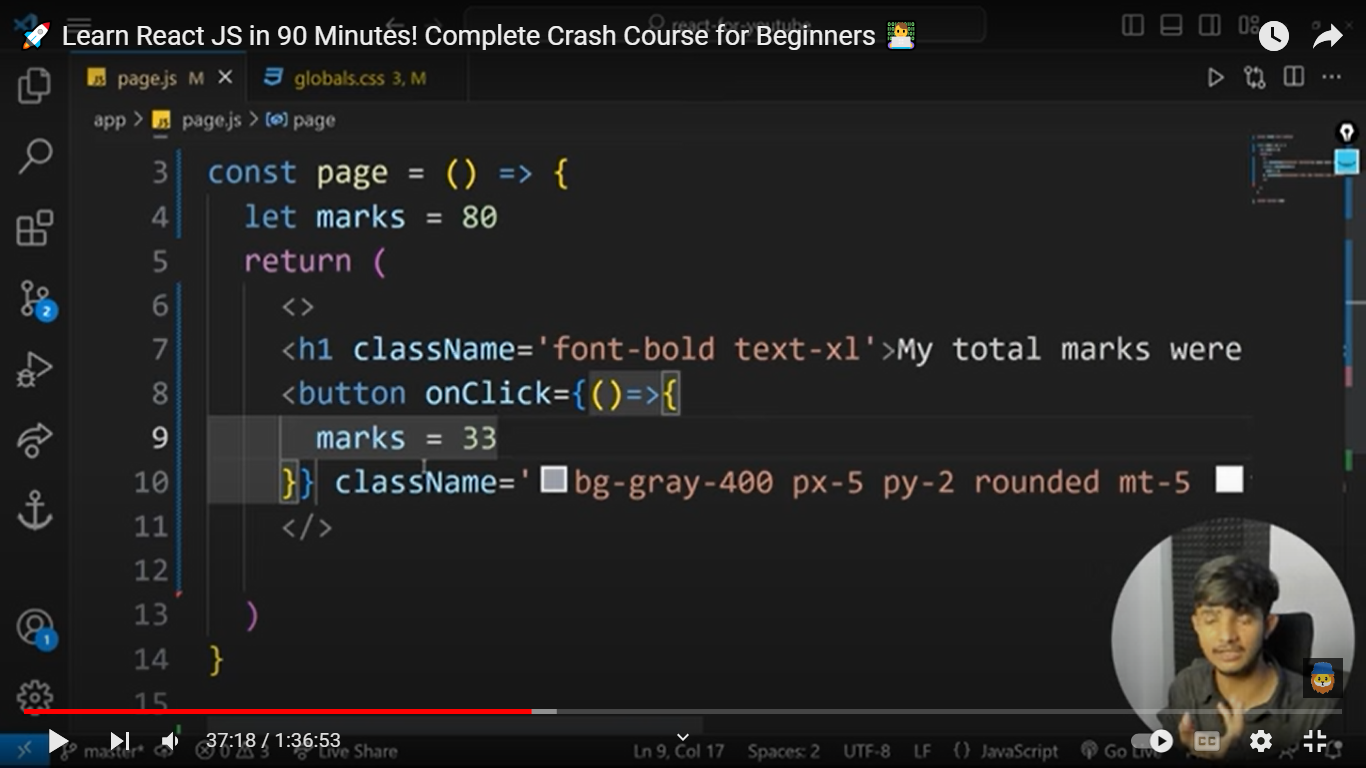 🚀 Learn React JS in 90 Minutes! Complete Crash Course for Beginners 👨‍💻
react-for-youtube
page.js M
globals.css 3, M
app > page.js > page
3 const page = () => {
4 let marks = 80
5 return (
6 <>
7 <h1 className='font-bold text-xl'>My total marks were
8 <button onClick={()=>{
9 marks = 33
10 }} className='bg-gray-400 px-5 py-2 rounded mt-5
11 </>
12
13 )
14 }
15
2
1
37:18 / 1:36:53
CC
master*
0 3
Live Share
Ln 9, Col 17 Spaces: 2 UTF-8 LF {} JavaScript Go Live